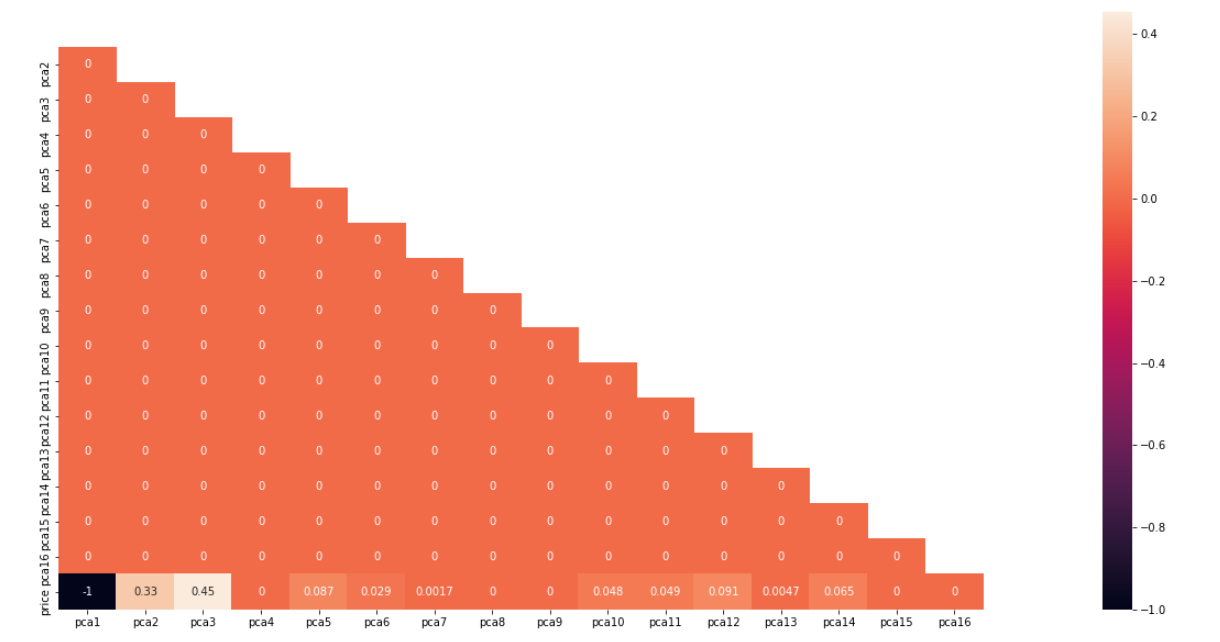 0.4
pca2 0
0.2
pca3 0 0
pca4 0 0 0
0.0
pca5 0 0 0 0
pca6 0 0 0 0 0
pca7 0 0 0 0 0 0
−0.2
pca8 0 0 0 0 0 0 0
pca9 0 0 0 0 0 0 0 0
pca10 0 0 0 0 0 0 0 0 0
−0.4
pca11 0 0 0 0 0 0 0 0 0 0
pca12 0 0 0 0 0 0 0 0 0 0 0
−0.6
pca13 0 0 0 0 0 0 0 0 0 0 0 0
pca14 0 0 0 0 0 0 0 0 0 0 0 0 0
pca15 0 0 0 0 0 0 0 0 0 0 0 0 0 0
−0.8
pca16 0 0 0 0 0 0 0 0 0 0 0 0 0 0 0
price -1 0.33 0.45 0 0.087 0.029 0.0017 0 0 0.048 0.049 0.091 0.0047 0.065 0 0
−1.0
pca1 pca2 pca3 pca4 pca5 pca6 pca7 pca8 pca9 pca10 pca11 pca12 pca13 pca14 pca15 pca16